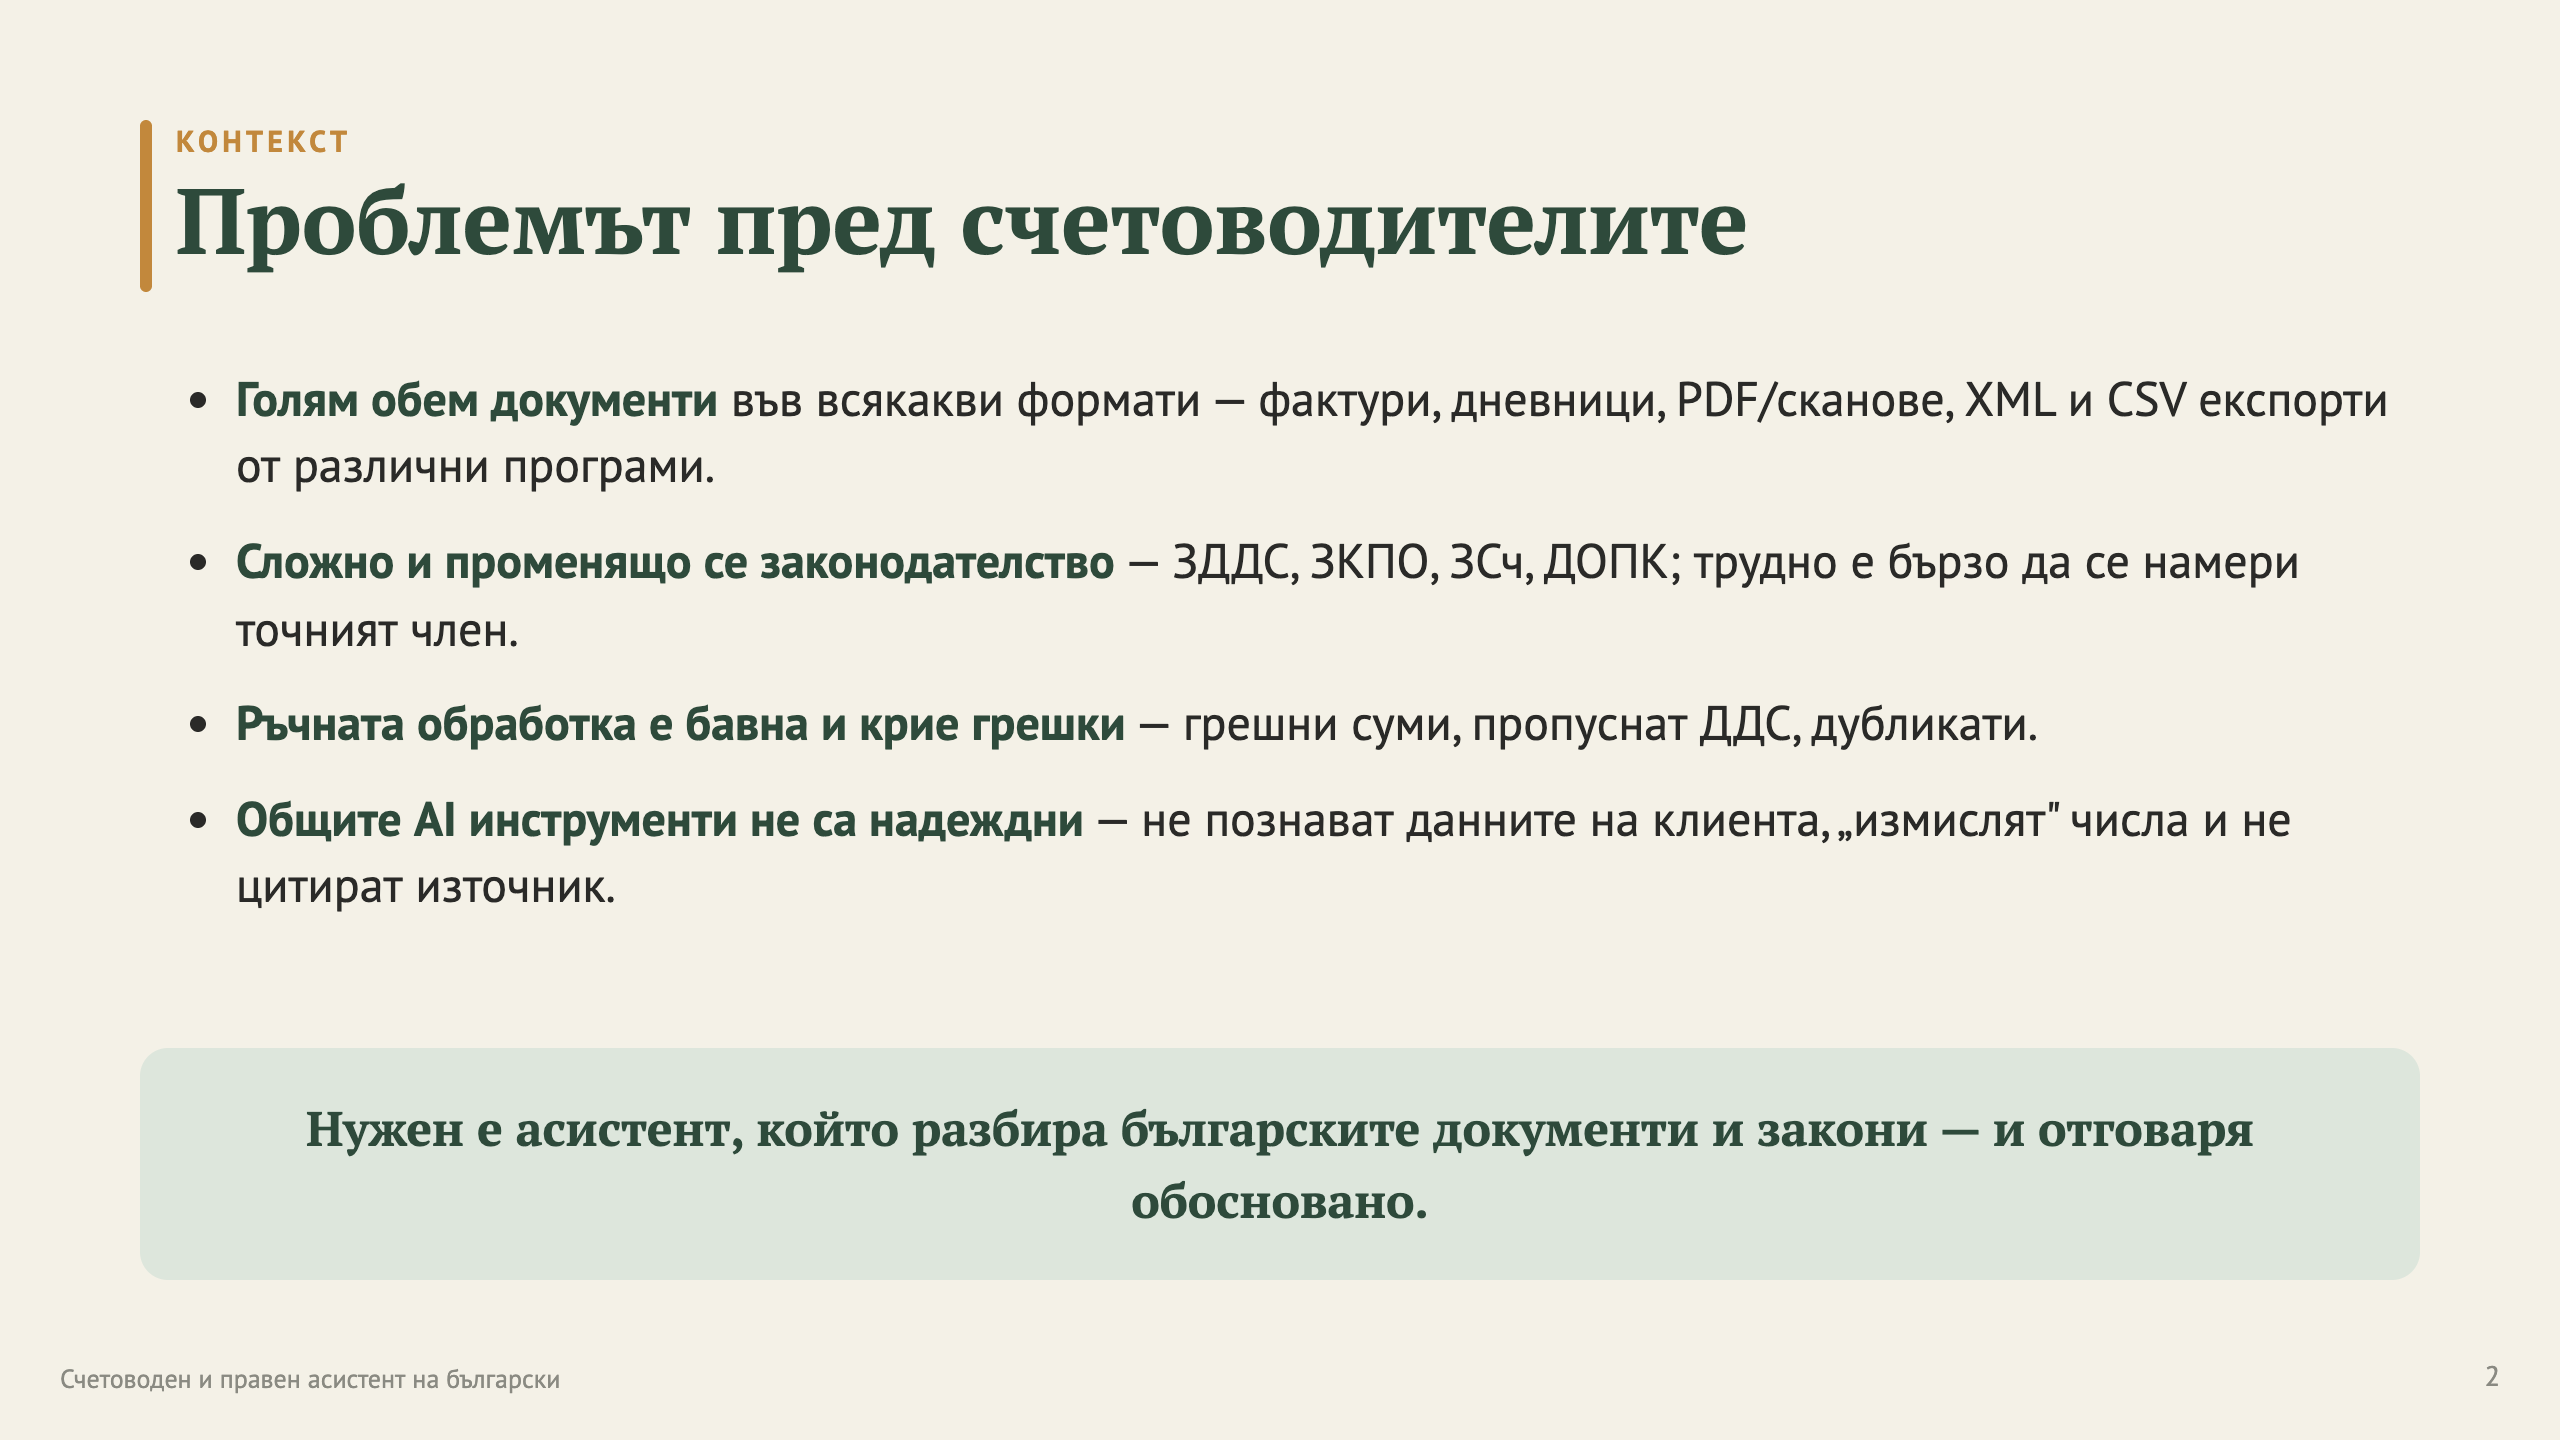 КОНТЕКСТ
Проблемът пред счетоводителите
• Голям обем документи във всякакви формати — фактури, дневници, PDF/сканове, XML и CSV експорти
от различни програми.
• Сложно и променящо се законодателство — ЗДДС, ЗКПО, ЗСч, ДОПК; трудно е бързо да се намери
точният член.
• Ръчната обработка е бавна и крие грешки — грешни суми, пропуснат ДДС, дубликати.
• Общите AI инструменти не са надеждни — не познават данните на клиента, „измислят" числа и не
цитират източник.
Нужен е асистент, който разбира българските документи и закони — и отговаря
обосновано.
Счетоводен и правен асистент на български
2